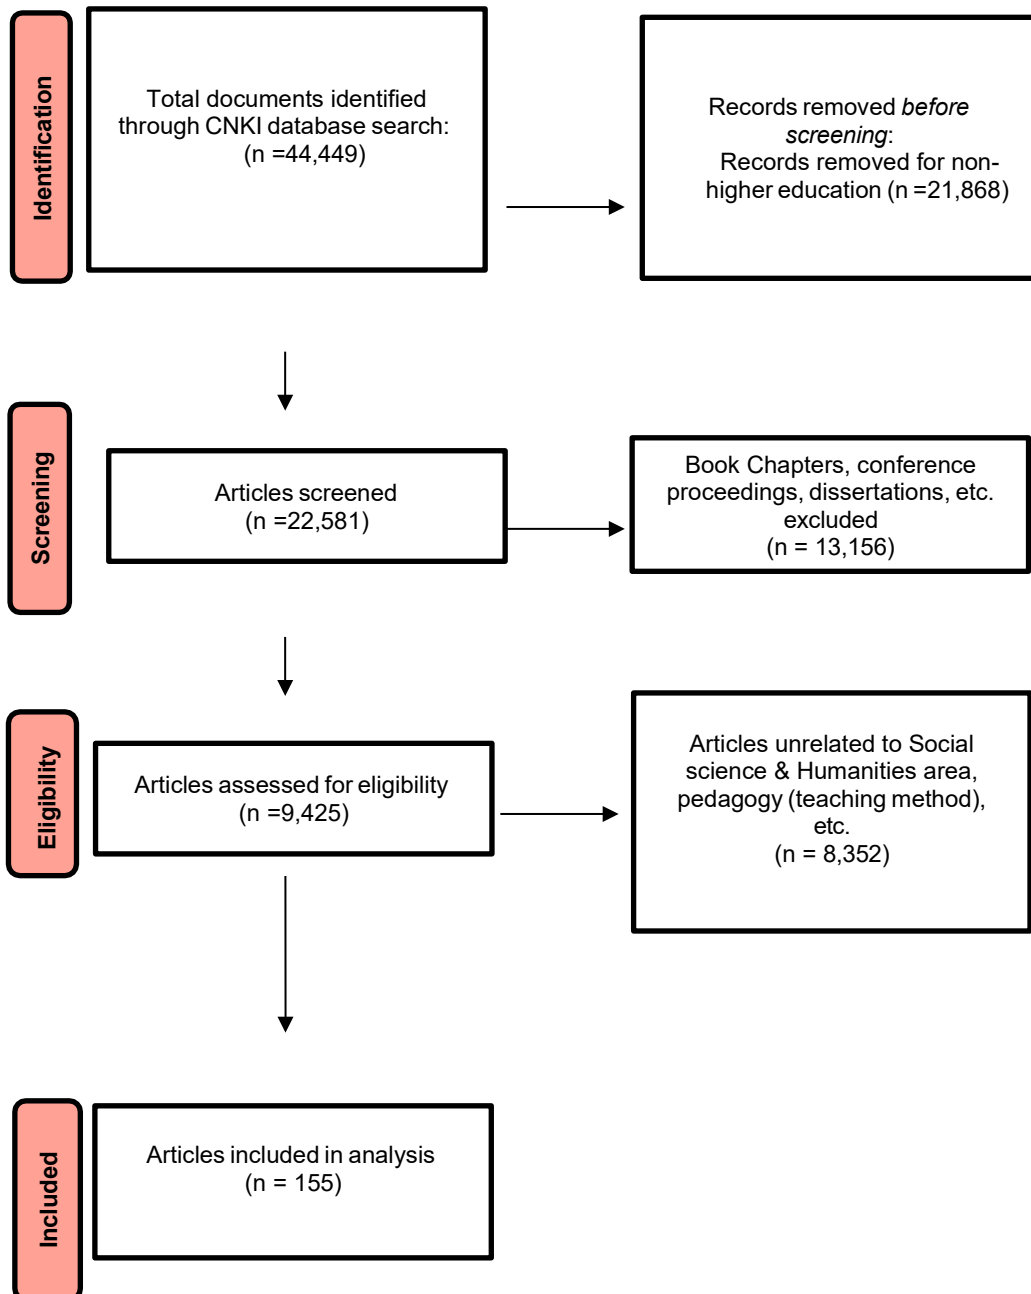 Identification
Total documents identified
through CNKI database search:
(n =44,449)
Records removed before
screening:
Records removed for non-
higher education (n =21,868)
Screening
Articles screened
(n =22,581)
Book Chapters, conference
proceedings, dissertations, etc.
excluded
(n = 13,156)
Eligibility
Articles assessed for eligibility
(n =9,425)
Articles unrelated to Social
science & Humanities area,
pedagogy (teaching method),
etc.
(n = 8,352)
Included
Articles included in analysis
(n = 155)